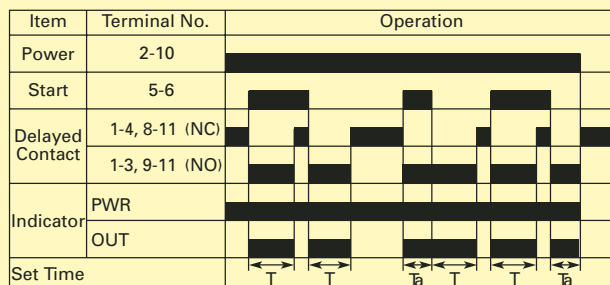 Item Terminal No. Operation
Power 2-10
Start 5-6
Delayed Contact 1-4, 8-11 (NC)
1-3, 9-11 (NO)
Indicator PWR
OUT
Set Time T T Ta T T Ta